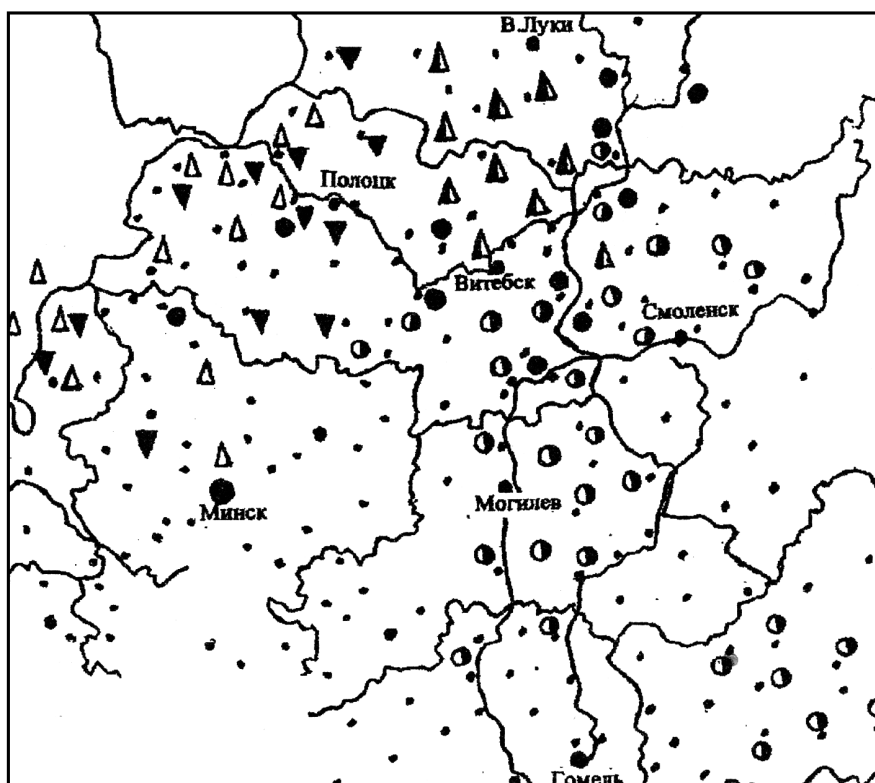 В.Луки
Полоцк
Витебск
Смоленск
Минск
Могилев
Гомель